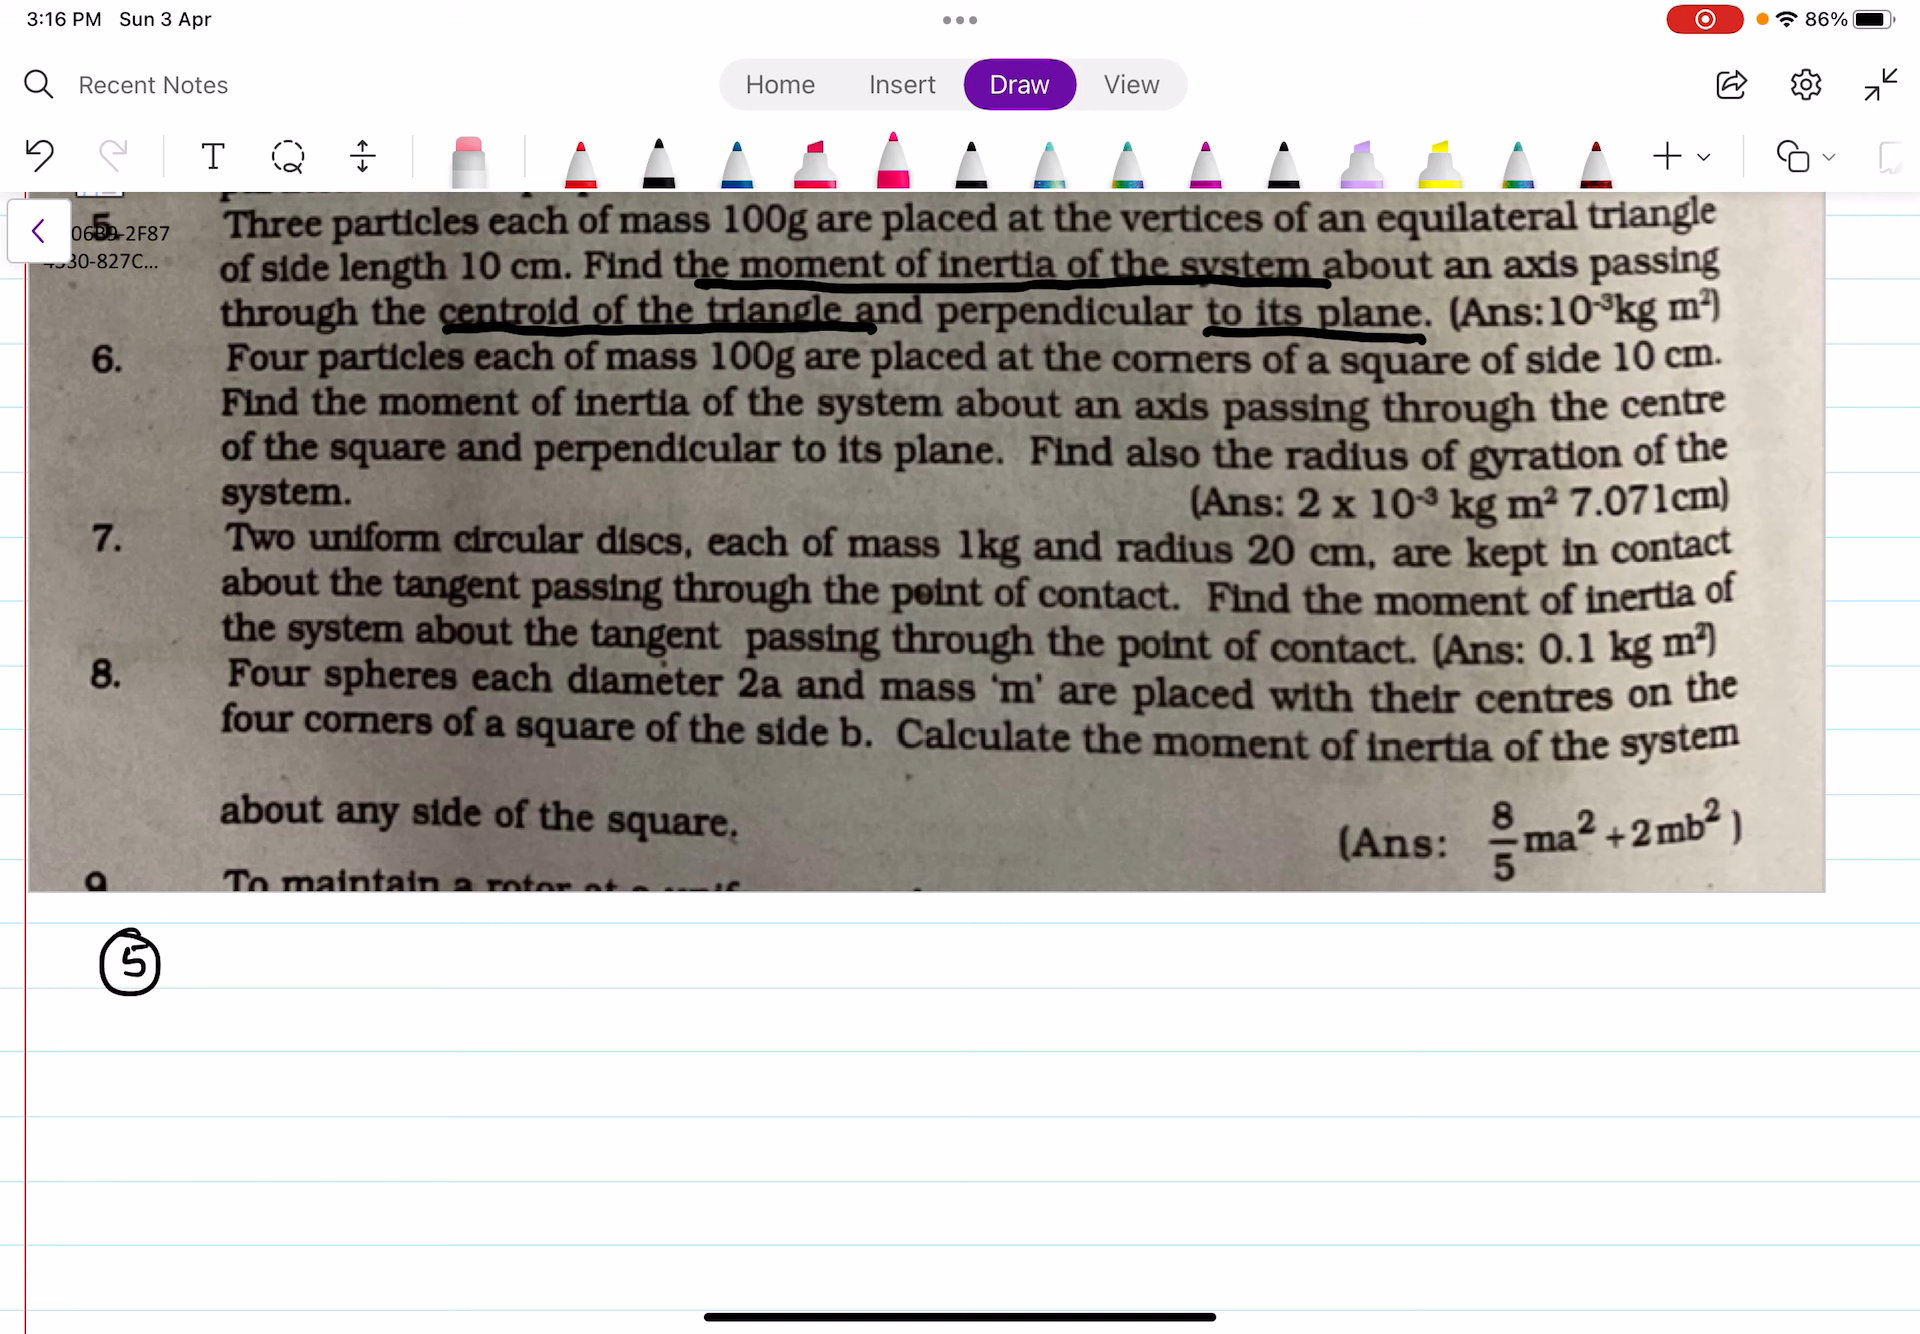 3:16 PM Sun 3 Apr
86%
Recent Notes
Home Insert Draw View
5. Three particles each of mass 100g are placed at the vertices of an equilateral triangle
-2F87
of side length 10 cm. Find the moment of inertia of the system about an axis passing
-827C...
through the centroid of the triangle and perpendicular to its plane. (Ans:10⁻³kg m²)
6. Four particles each of mass 100g are placed at the corners of a square of side 10 cm.
Find the moment of inertia of the system about an axis passing through the centre
of the square and perpendicular to its plane. Find also the radius of gyration of the
system. (Ans: 2 x 10⁻³ kg m² 7.071cm)
7. Two uniform circular discs, each of mass 1kg and radius 20 cm, are kept in contact
about the tangent passing through the point of contact. Find the moment of inertia of
the system about the tangent passing through the point of contact. (Ans: 0.1 kg m²)
8. Four spheres each diameter 2a and mass 'm' are placed with their centres on the
four corners of a square of the side b. Calculate the moment of inertia of the system
about any side of the square. (Ans: 8/5 ma² + 2mb² )
9 To maintain a rotor at a
5